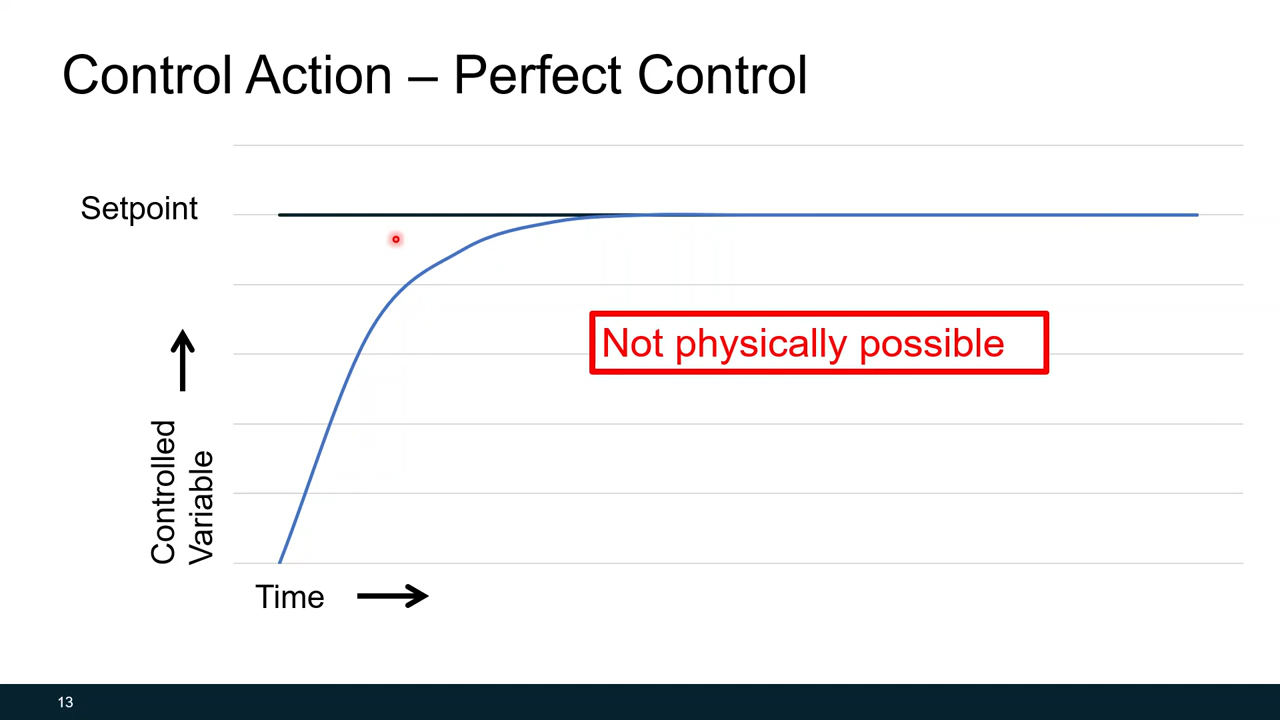 Control Action – Perfect Control
Setpoint
Not physically possible
Controlled
Variable
Time
13